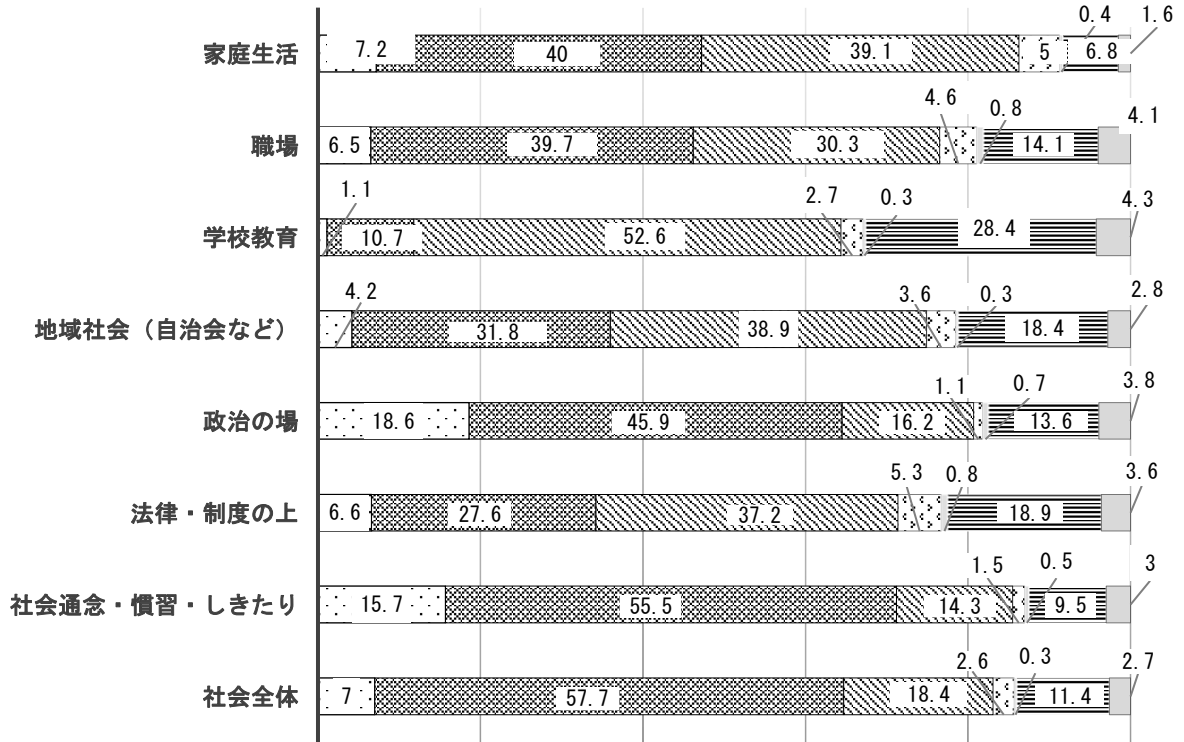 0.4 1.6
家庭生活 7.2 40 39.1 5 6.8
4.6 0.8 4.1
職場 6.5 39.7 30.3 14.1
1.1 2.7 0.3 4.3
学校教育 10.7 52.6 28.4
4.2 3.6 0.3 2.8
地域社会（自治会など） 31.8 38.9 18.4
1.1 0.7 3.8
政治の場 18.6 45.9 16.2 13.6
5.3 0.8 3.6
法律・制度の上 6.6 27.6 37.2 18.9
1.5 0.5 3
社会通念・慣習・しきたり 15.7 55.5 14.3 9.5
2.6 0.3 2.7
社会全体 7 57.7 18.4 11.4